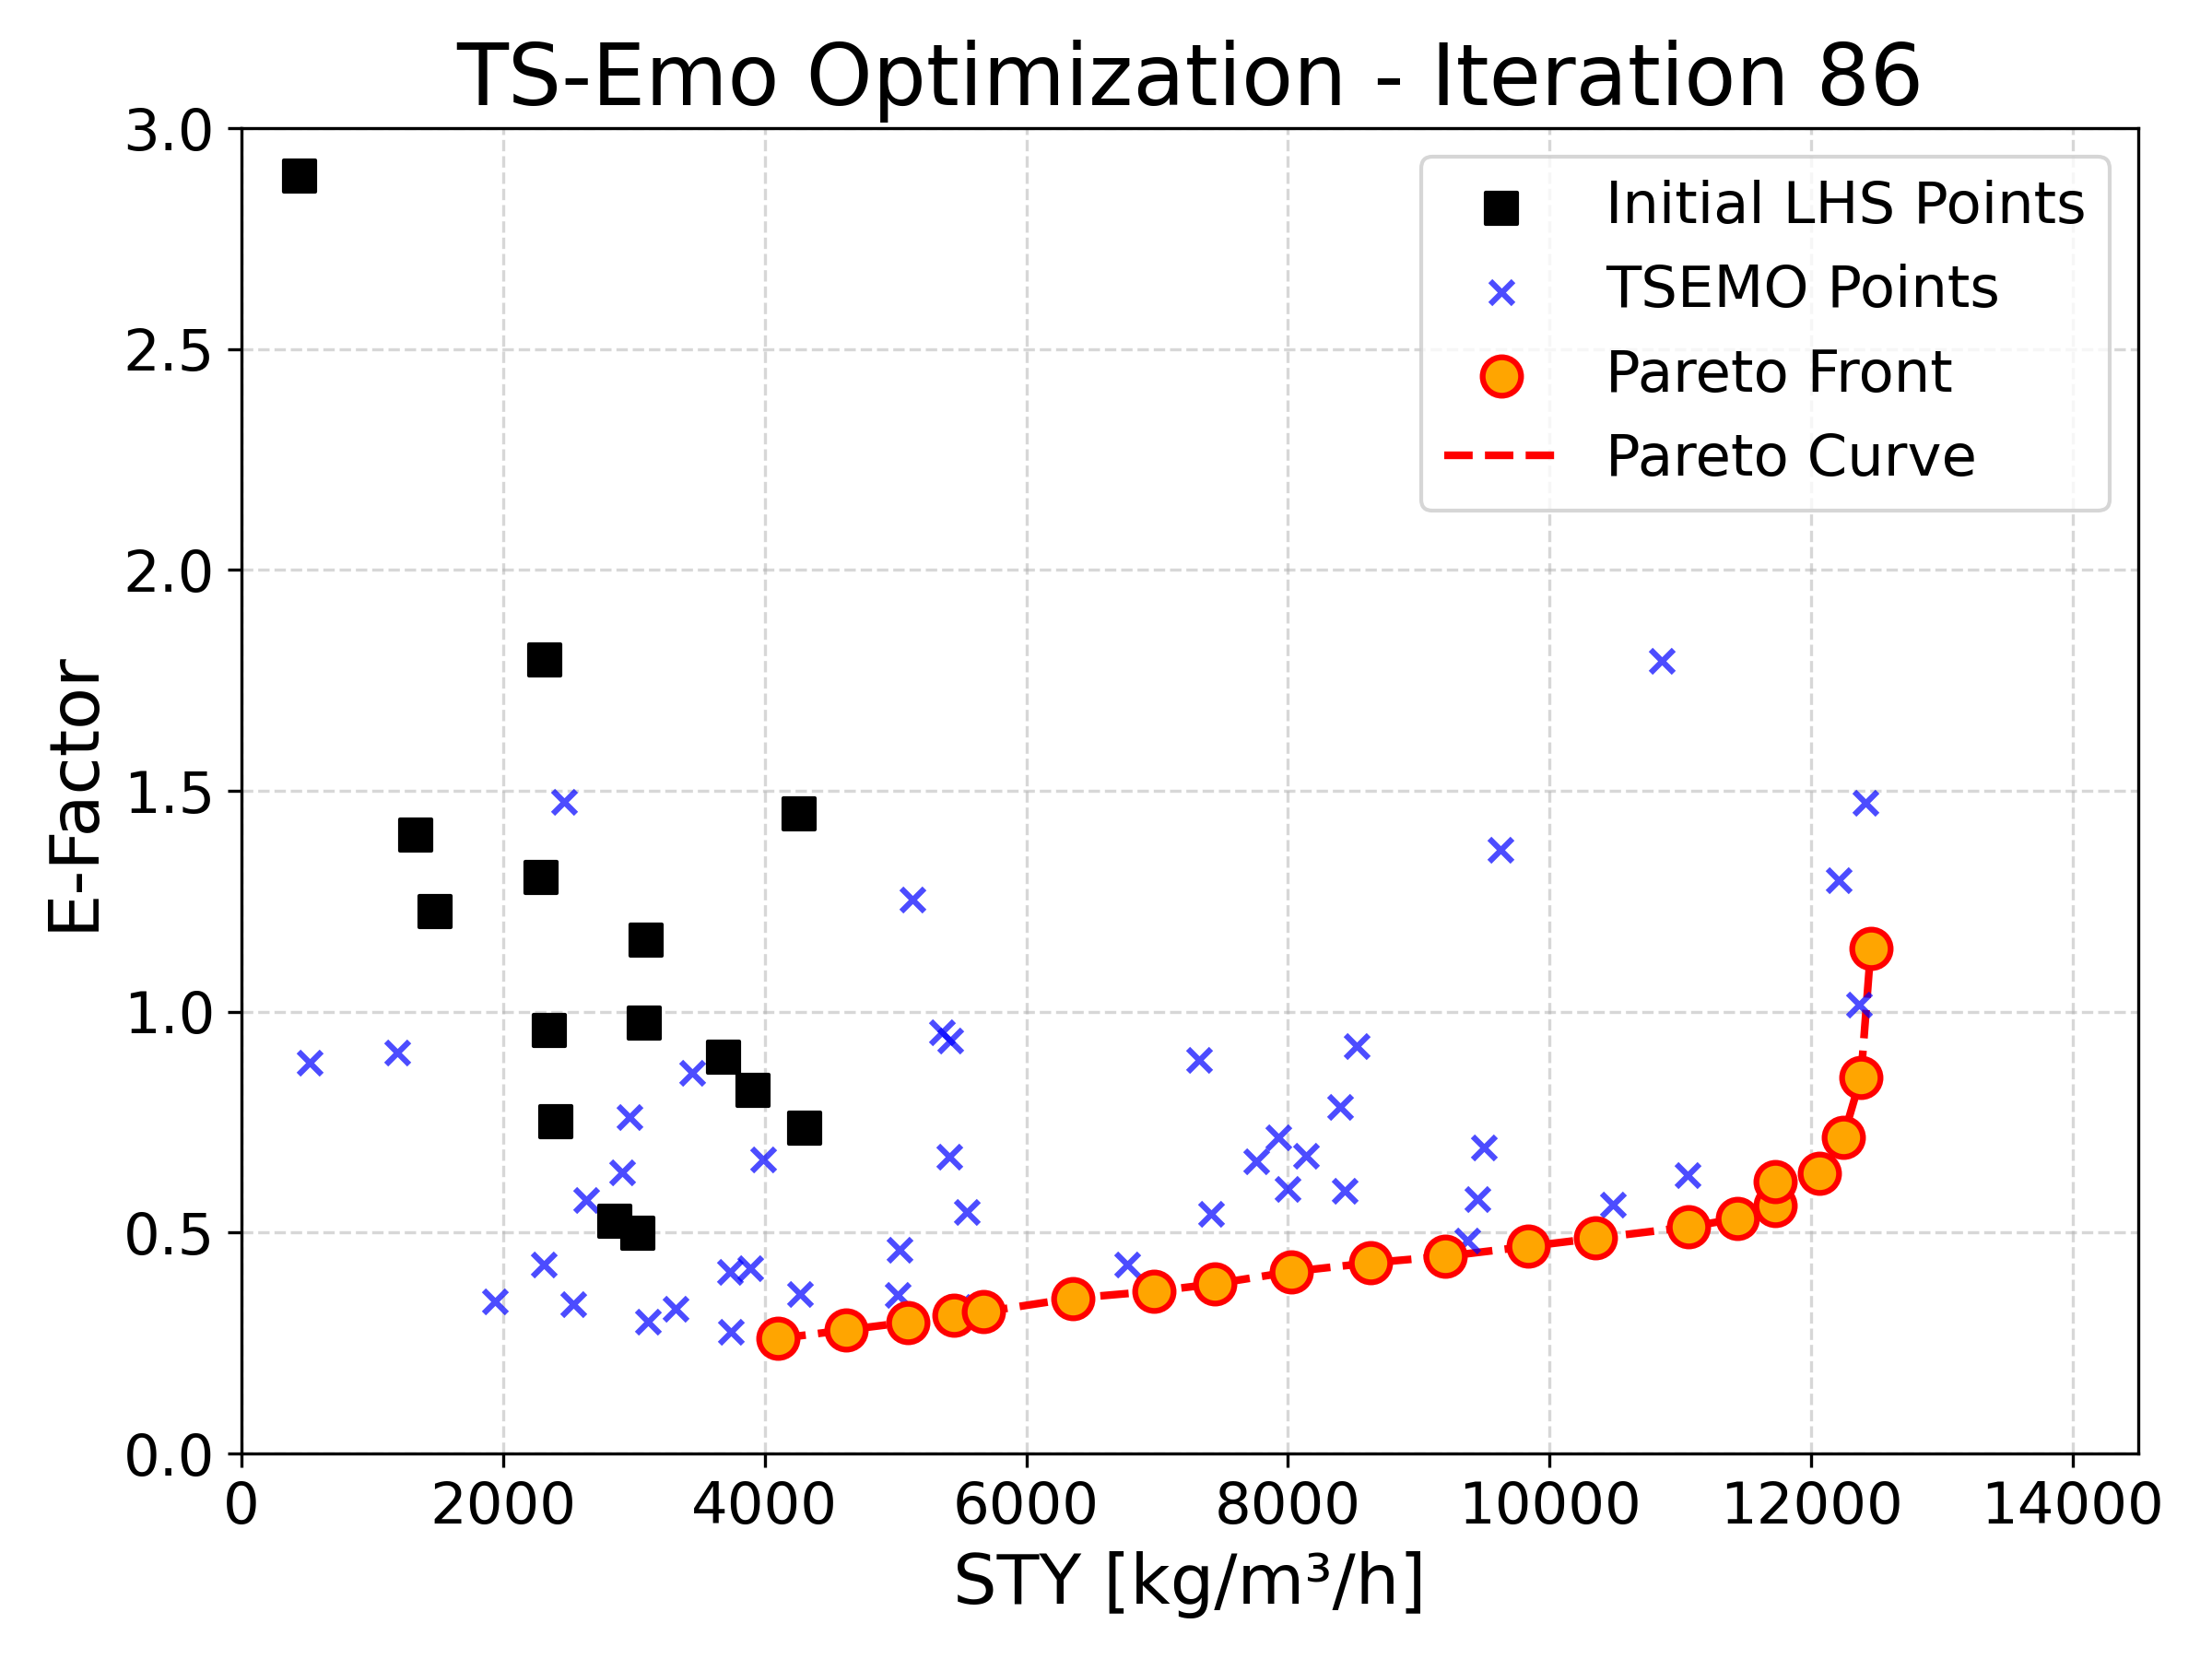 TS-Emo Optimization - Iteration 86
3.0
2.5
2.0
1.5
1.0
0.5
0.0
E-Factor
Initial LHS Points
TSEMO Points
Pareto Front
Pareto Curve
0 2000 4000 6000 8000 10000 12000 14000
STY [kg/m³/h]